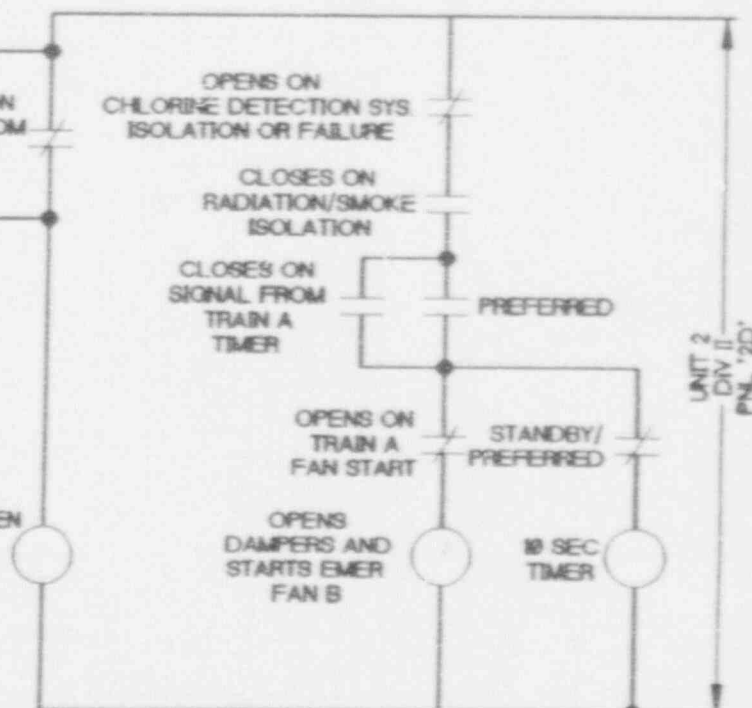 OPENS ON
CHLORINE DETECTION SYS.
ISOLATION OR FAILURE
CLOSES ON
RADIATION/SMOKE
ISOLATION
CLOSES ON
SIGNAL FROM
TRAIN A
TIMER
PREFERRED
UNIT 2
DIV II
PNL '2D'
OPENS ON
TRAIN A
FAN START
STANDBY/
PREFERRED
OPENS
DAMPERS AND
STARTS EMER
FAN B
10 SEC
TIMER